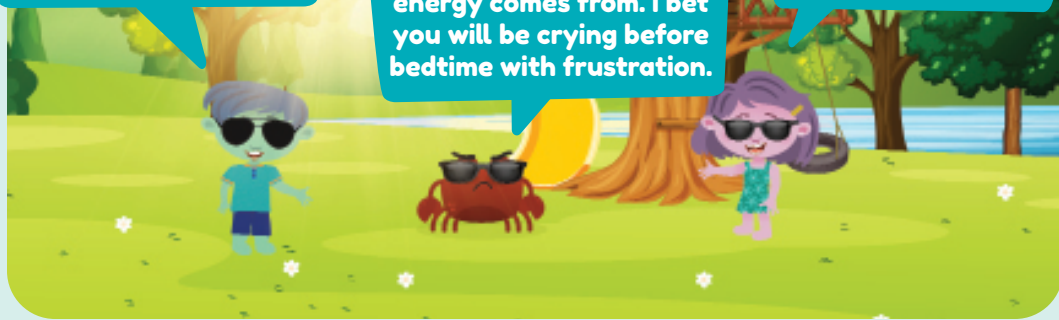 energy comes from. I bet
you will be crying before
bedtime with frustration.